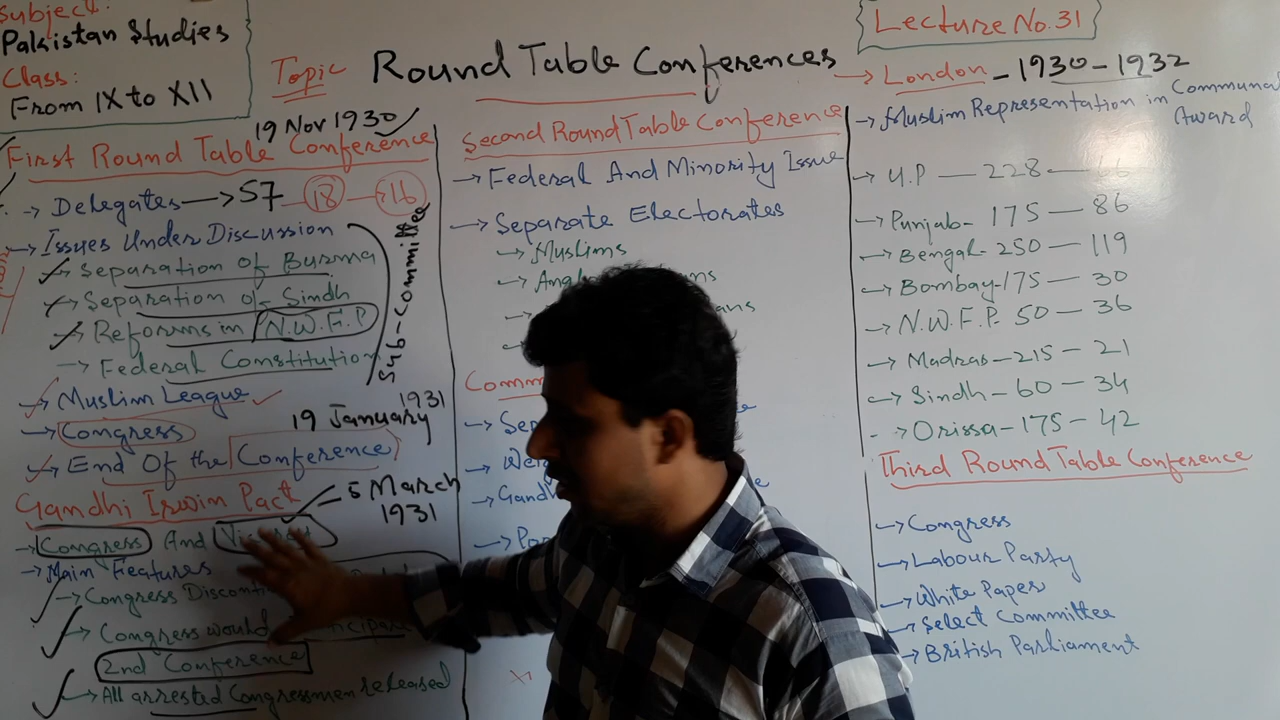 Subject:
Pakistan Studies
Class:
From IX to XII
Topic Round Table Conferences
Lecture No.31
→ London - 1930 - 1932
19 Nov 1930
First Round Table Conference
→ Delegates → 57 18 16
→ Issues Under Discussion
→ Separation of Burma
→ Separation of Sindh
→ Reforms in N.W.F.P
→ Federal Constitution
Sub-Committee
→ Muslim League
→ Congress
19 January 1931
→ End Of the Conference
Gandhi Irwin Pact = 5 March 1931
→ Congress And
→ Main Features
→ Congress
→ Congress would
2nd Conference
→ All arrested Congressmen released
Second Round Table Conference
→ Federal And Minority Issue
→ Separate Electorates
→ Muslims
→ Muslim Representation in Communal Award
→ U.P — 228 — 66
→ Punjab - 175 — 86
→ Bengal - 250 — 119
→ Bombay - 175 — 30
→ N.W.F.P. 50 — 36
→ Madras - 215 - 21
→ Sindh - 60 - 34
→ Orissa - 175 - 42
Third Round Table Conference
→ Congress
→ Labour Party
→ White Paper
→ Select Committee
→ British Parliament